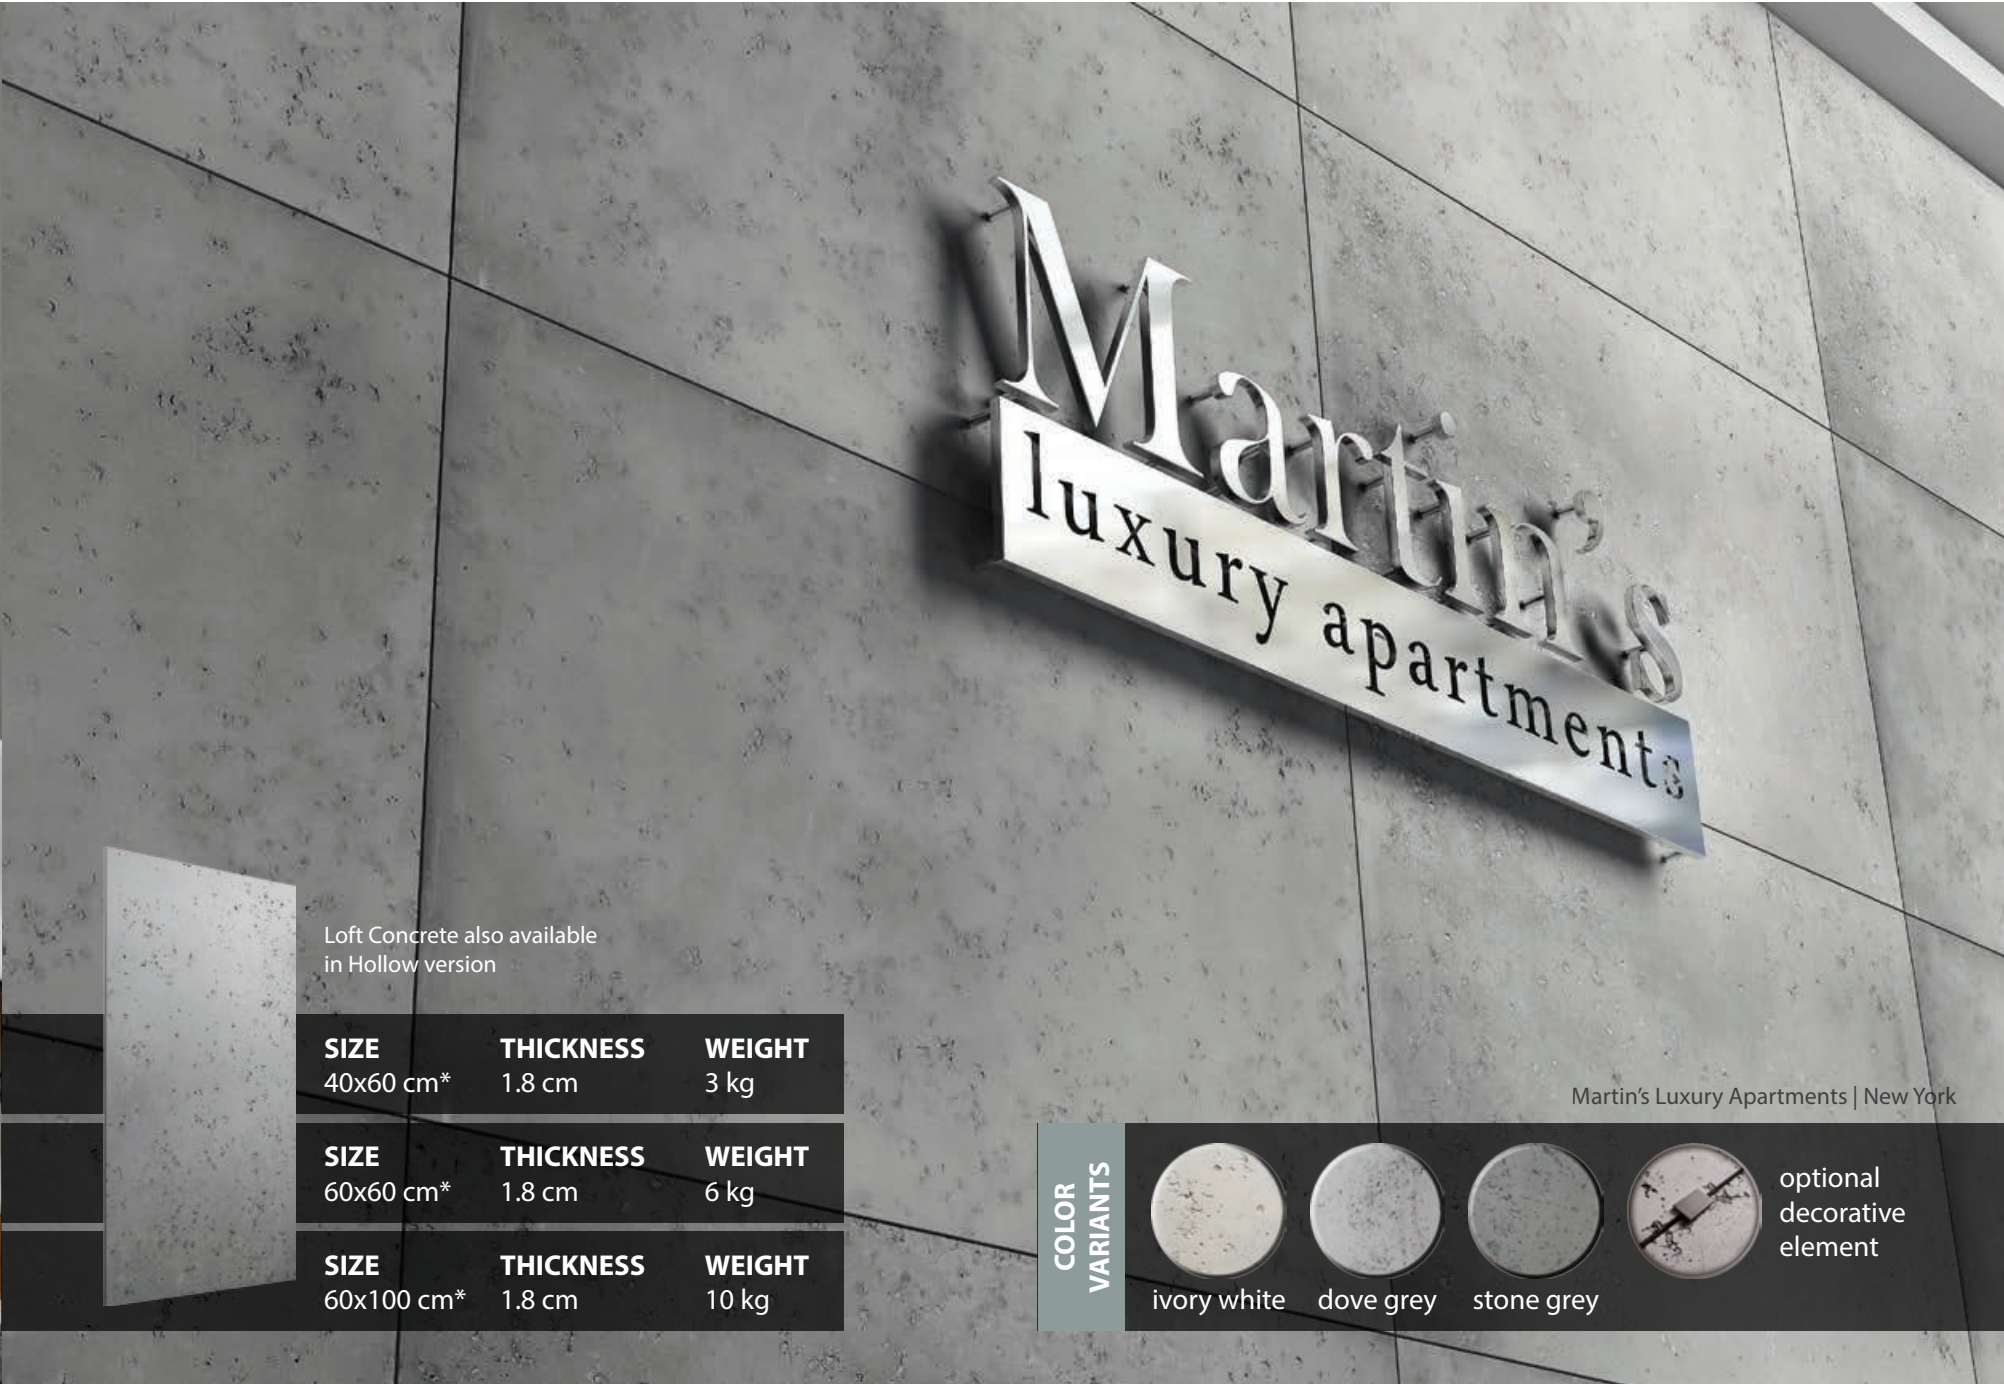 Martin's
luxury apartments
Loft Concrete also available
in Hollow version
SIZE THICKNESS WEIGHT
40x60 cm* 1.8 cm 3 kg
SIZE THICKNESS WEIGHT
60x60 cm* 1.8 cm 6 kg
SIZE THICKNESS WEIGHT
60x100 cm* 1.8 cm 10 kg
Martin’s Luxury Apartments | New York
COLOR
VARIANTS
ivory white dove grey stone grey
optional
decorative
element